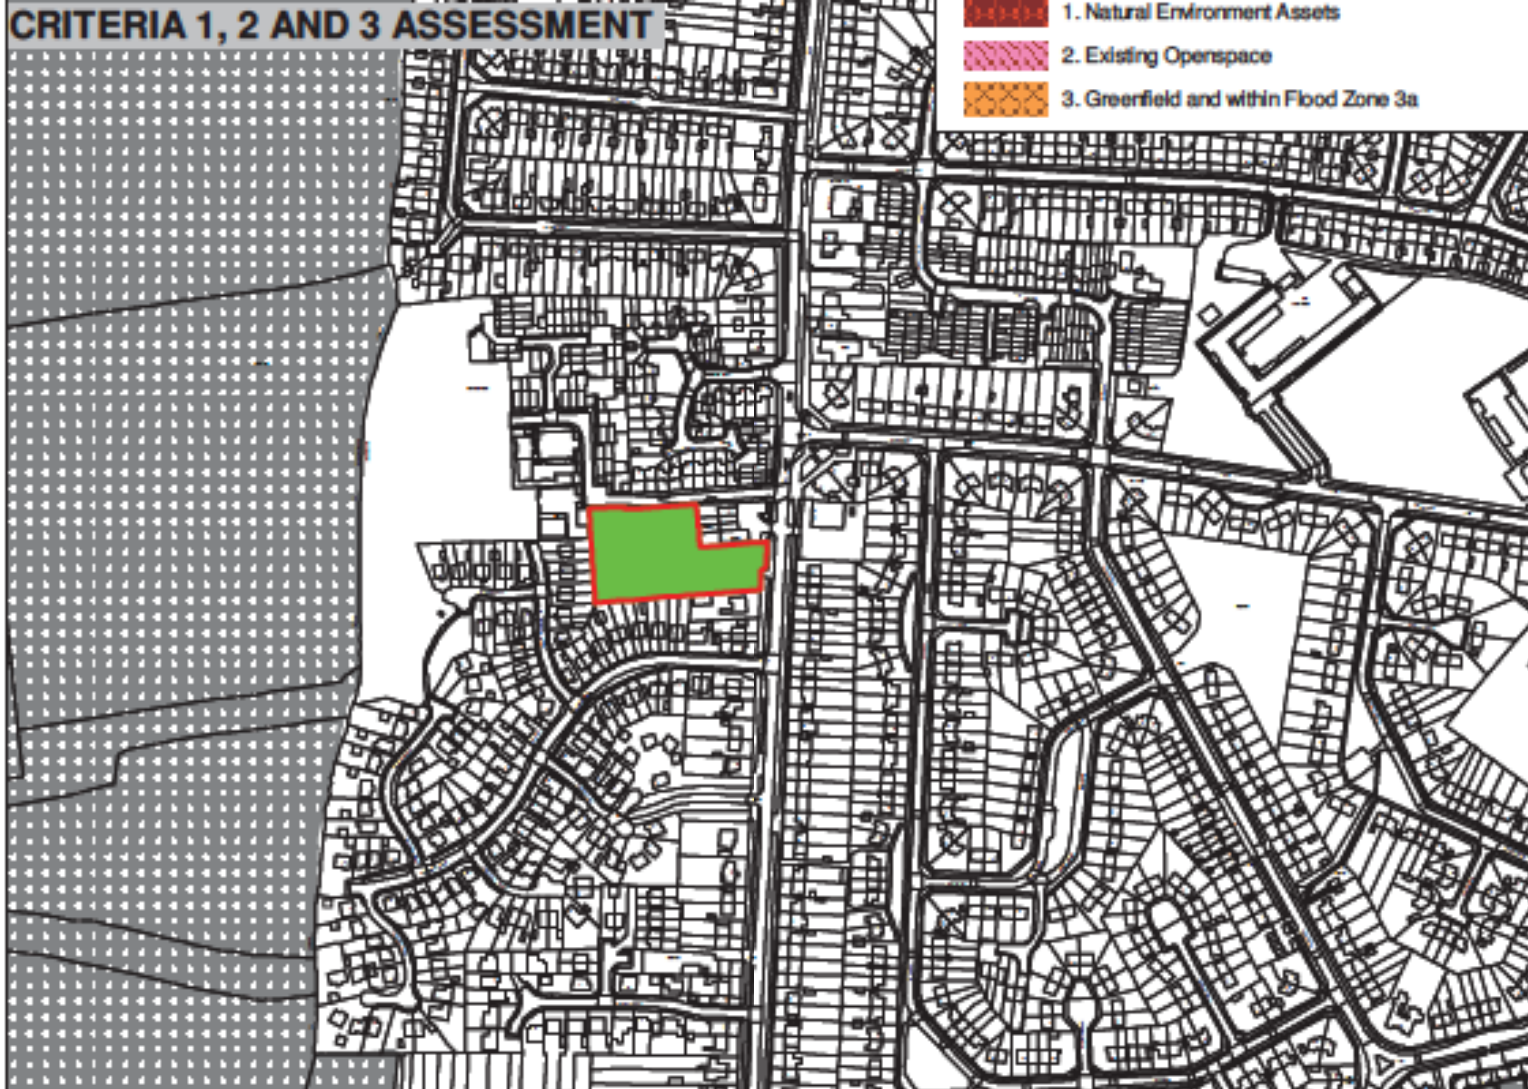 CRITERIA 1, 2 AND 3 ASSESSMENT
1. Natural Environment Assets
2. Existing Openspace
3. Greenfield and within Flood Zone 3a